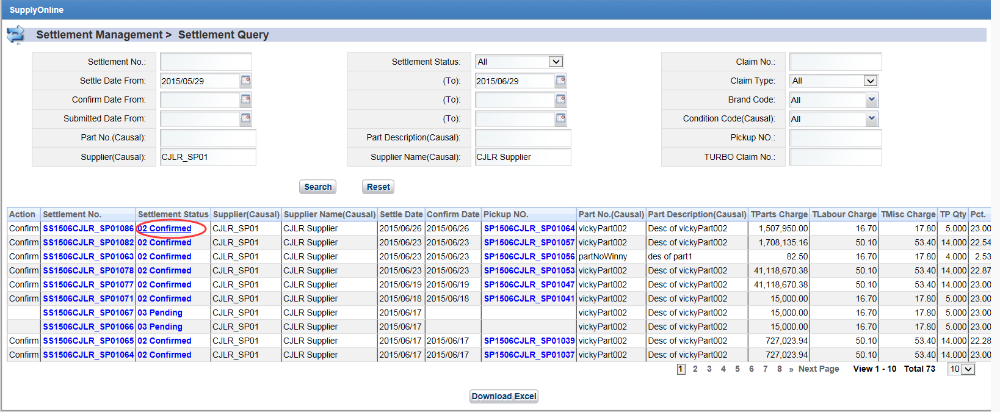 SupplyOnline
Settlement Management > Settlement Query
Settlement No.: Settlement Status: All Claim No.:
Settle Date From: 2015/05/29 (To): 2015/06/29 Claim Type: All
Confirm Date From: (To): Brand Code: All
Submitted Date From: (To): Condition Code(Causal): All
Part No.(Causal): Part Description(Causal): Pickup NO.:
Supplier(Causal): CJLR_SP01 Supplier Name(Causal): CJLR Supplier TURBO Claim No.:
Search Reset
Action Settlement No. Settlement Status Supplier(Causal) Supplier Name(Causal) Settle Date Confirm Date Pickup NO. Part No.(Causal) Part Description(Causal) TParts Charge TLabour Charge TMisc Charge TP Qty Pct.
Confirm SS1506CJLR_SP01086 02 Confirmed CJLR_SP01 CJLR Supplier 2015/06/26 2015/06/26 SP1506CJLR_SP01064 vickyPart002 Desc of vickyPart002 1,507,950.00 16.70 17.80 5.000 23.00
Confirm SS1506CJLR_SP01082 02 Confirmed CJLR_SP01 CJLR Supplier 2015/06/23 2015/06/23 SP1506CJLR_SP01057 vickyPart002 Desc of vickyPart002 1,708,135.16 50.10 53.40 14.000 22.54
Confirm SS1506CJLR_SP01063 02 Confirmed CJLR_SP01 CJLR Supplier 2015/06/23 2015/06/23 SP1506CJLR_SP01056 partNoWinny des of part1 82.50 16.70 17.80 4.000 2.53
Confirm SS1506CJLR_SP01078 02 Confirmed CJLR_SP01 CJLR Supplier 2015/06/23 2015/06/23 SP1506CJLR_SP01053 vickyPart002 Desc of vickyPart002 41,118,670.38 50.10 53.40 14.000 22.87
Confirm SS1506CJLR_SP01077 02 Confirmed CJLR_SP01 CJLR Supplier 2015/06/19 2015/06/19 SP1506CJLR_SP01047 vickyPart002 Desc of vickyPart002 41,118,670.38 50.10 53.40 14.000 23.00
Confirm SS1506CJLR_SP01071 02 Confirmed CJLR_SP01 CJLR Supplier 2015/06/18 2015/06/18 SP1506CJLR_SP01041 vickyPart002 Desc of vickyPart002 15,000.00 16.70 17.80 5.000 23.00
SS1506CJLR_SP01067 03 Pending CJLR_SP01 CJLR Supplier 2015/06/17 vickyPart002 Desc of vickyPart002 15,000.00 16.70 17.80 5.000 23.00
SS1506CJLR_SP01066 03 Pending CJLR_SP01 CJLR Supplier 2015/06/17 vickyPart002 Desc of vickyPart002 15,000.00 16.70 17.80 5.000 23.00
Confirm SS1506CJLR_SP01065 02 Confirmed CJLR_SP01 CJLR Supplier 2015/06/17 2015/06/17 SP1506CJLR_SP01039 vickyPart002 Desc of vickyPart002 727,023.94 50.10 53.40 14.000 22.28
Confirm SS1506CJLR_SP01064 02 Confirmed CJLR_SP01 CJLR Supplier 2015/06/17 2015/06/17 SP1506CJLR_SP01037 vickyPart002 Desc of vickyPart002 727,023.94 50.10 53.40 14.000 23.00
1 2 3 4 5 6 7 8 » Next Page View 1 - 10 Total 73 10
Download Excel